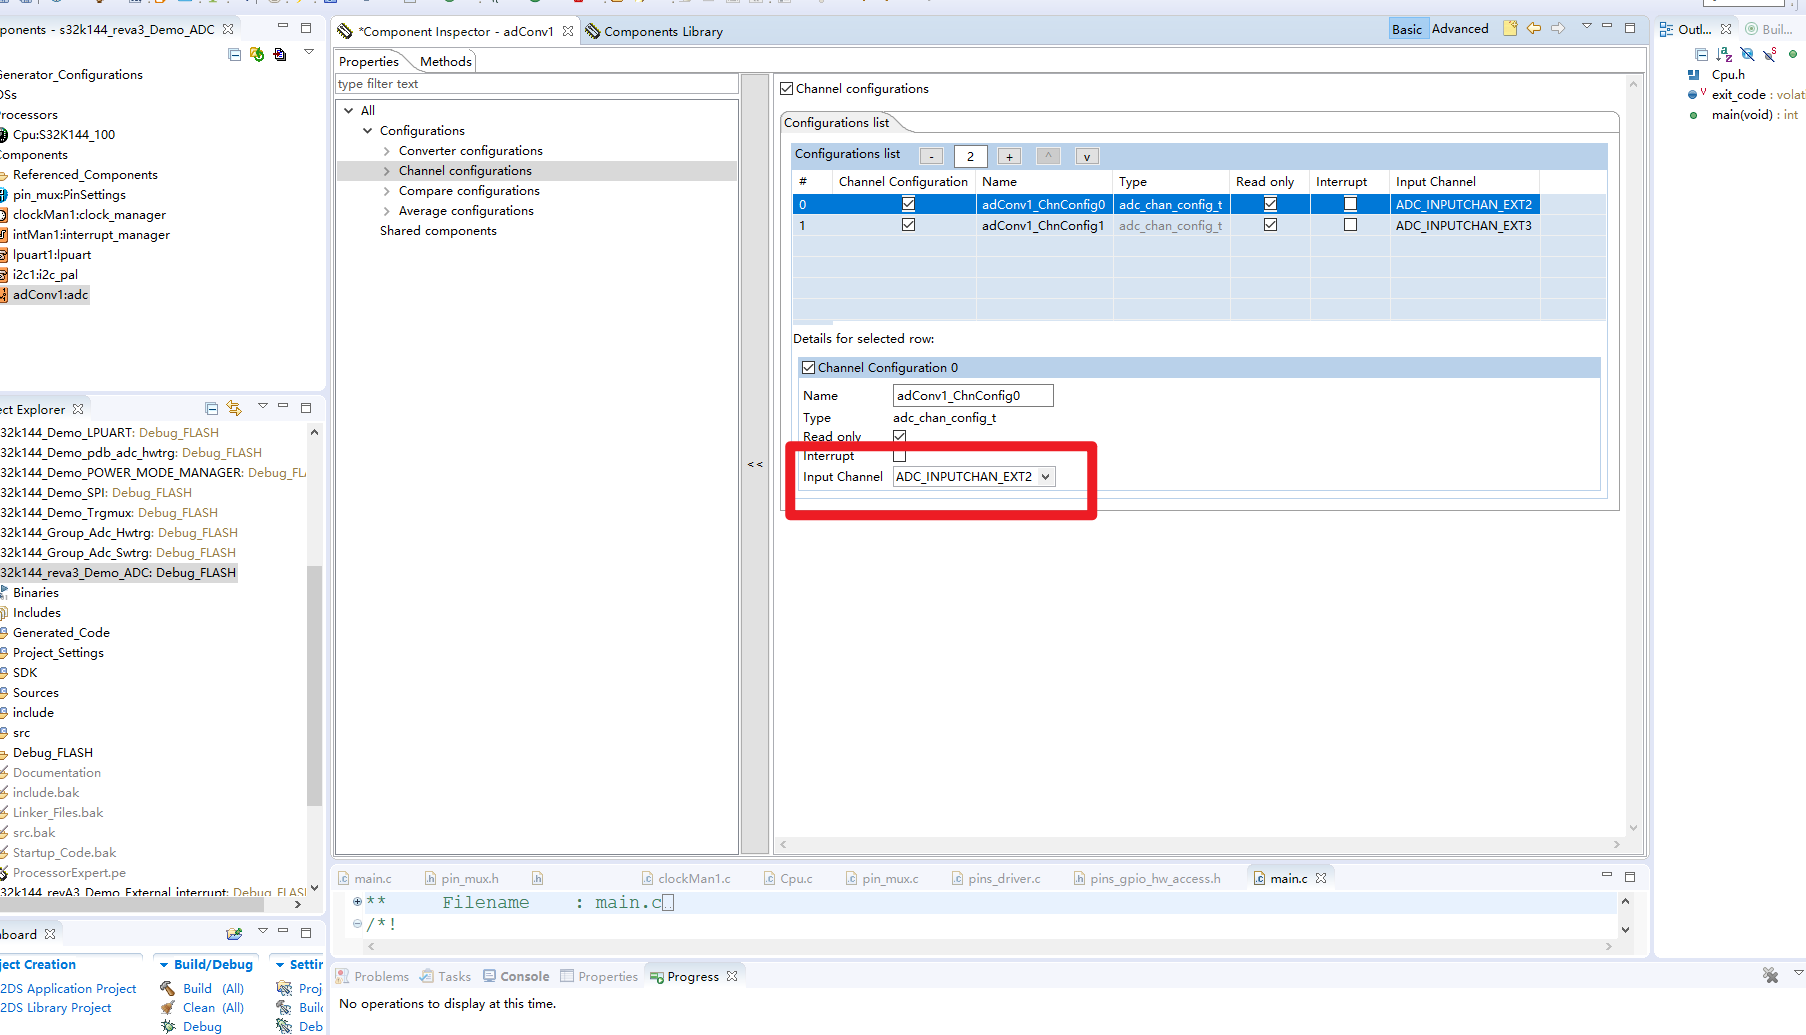 ponents - s32k144_reva3_Demo_ADC
Generator_Configurations
OSs
Processors
Cpu:S32K144_100
Components
Referenced_Components
pin_mux:PinSettings
clockMan1:clock_manager
intMan1:interrupt_manager
lpuart1:lpuart
i2c1:i2c_pal
adConv1:adc
ect Explorer
32k144_Demo_LPUART: Debug_FLASH
32k144_Demo_pdb_adc_hwtrg: Debug_FLASH
32k144_Demo_POWER_MODE_MANAGER: Debug_FL
32k144_Demo_SPI: Debug_FLASH
32k144_Demo_Trgmux: Debug_FLASH
32k144_Group_Adc_Hwtrg: Debug_FLASH
32k144_Group_Adc_Swtrg: Debug_FLASH
32k144_reva3_Demo_ADC: Debug_FLASH
Binaries
Includes
Generated_Code
Project_Settings
SDK
Sources
include
src
Debug_FLASH
Documentation
include.bak
Linker_Files.bak
src.bak
Startup_Code.bak
ProcessorExpert.pe
32k144_revA3_Demo_External_interrupt: Debug_FLASH
board
ject Creation
Build/Debug
Settin
2DS Application Project
Build (All)
Proj
2DS Library Project
Clean (All)
Buil
Debug
Deb
*Component Inspector - adConv1
Components Library
Basic
Advanced
Properties
Methods
type filter text
All
Configurations
Converter configurations
Channel configurations
Compare configurations
Average configurations
Shared components
<<
Channel configurations
Configurations list
Configurations list - 2 + ^ v
# Channel Configuration Name Type Read only Interrupt Input Channel
0 adConv1_ChnConfig0 adc_chan_config_t ADC_INPUTCHAN_EXT2
1 adConv1_ChnConfig1 adc_chan_config_t ADC_INPUTCHAN_EXT3
Details for selected row:
Channel Configuration 0
Name adConv1_ChnConfig0
Type adc_chan_config_t
Read only
Interrupt
Input Channel ADC_INPUTCHAN_EXT2
main.c
pin_mux.h
clockMan1.c
Cpu.c
pin_mux.c
pins_driver.c
pins_gpio_hw_access.h
main.c
** Filename : main.c
/*!
Problems
Tasks
Console
Properties
Progress
No operations to display at this time.
Outl...
Buil...
Cpu.h
exit_code : volat
main(void) : int